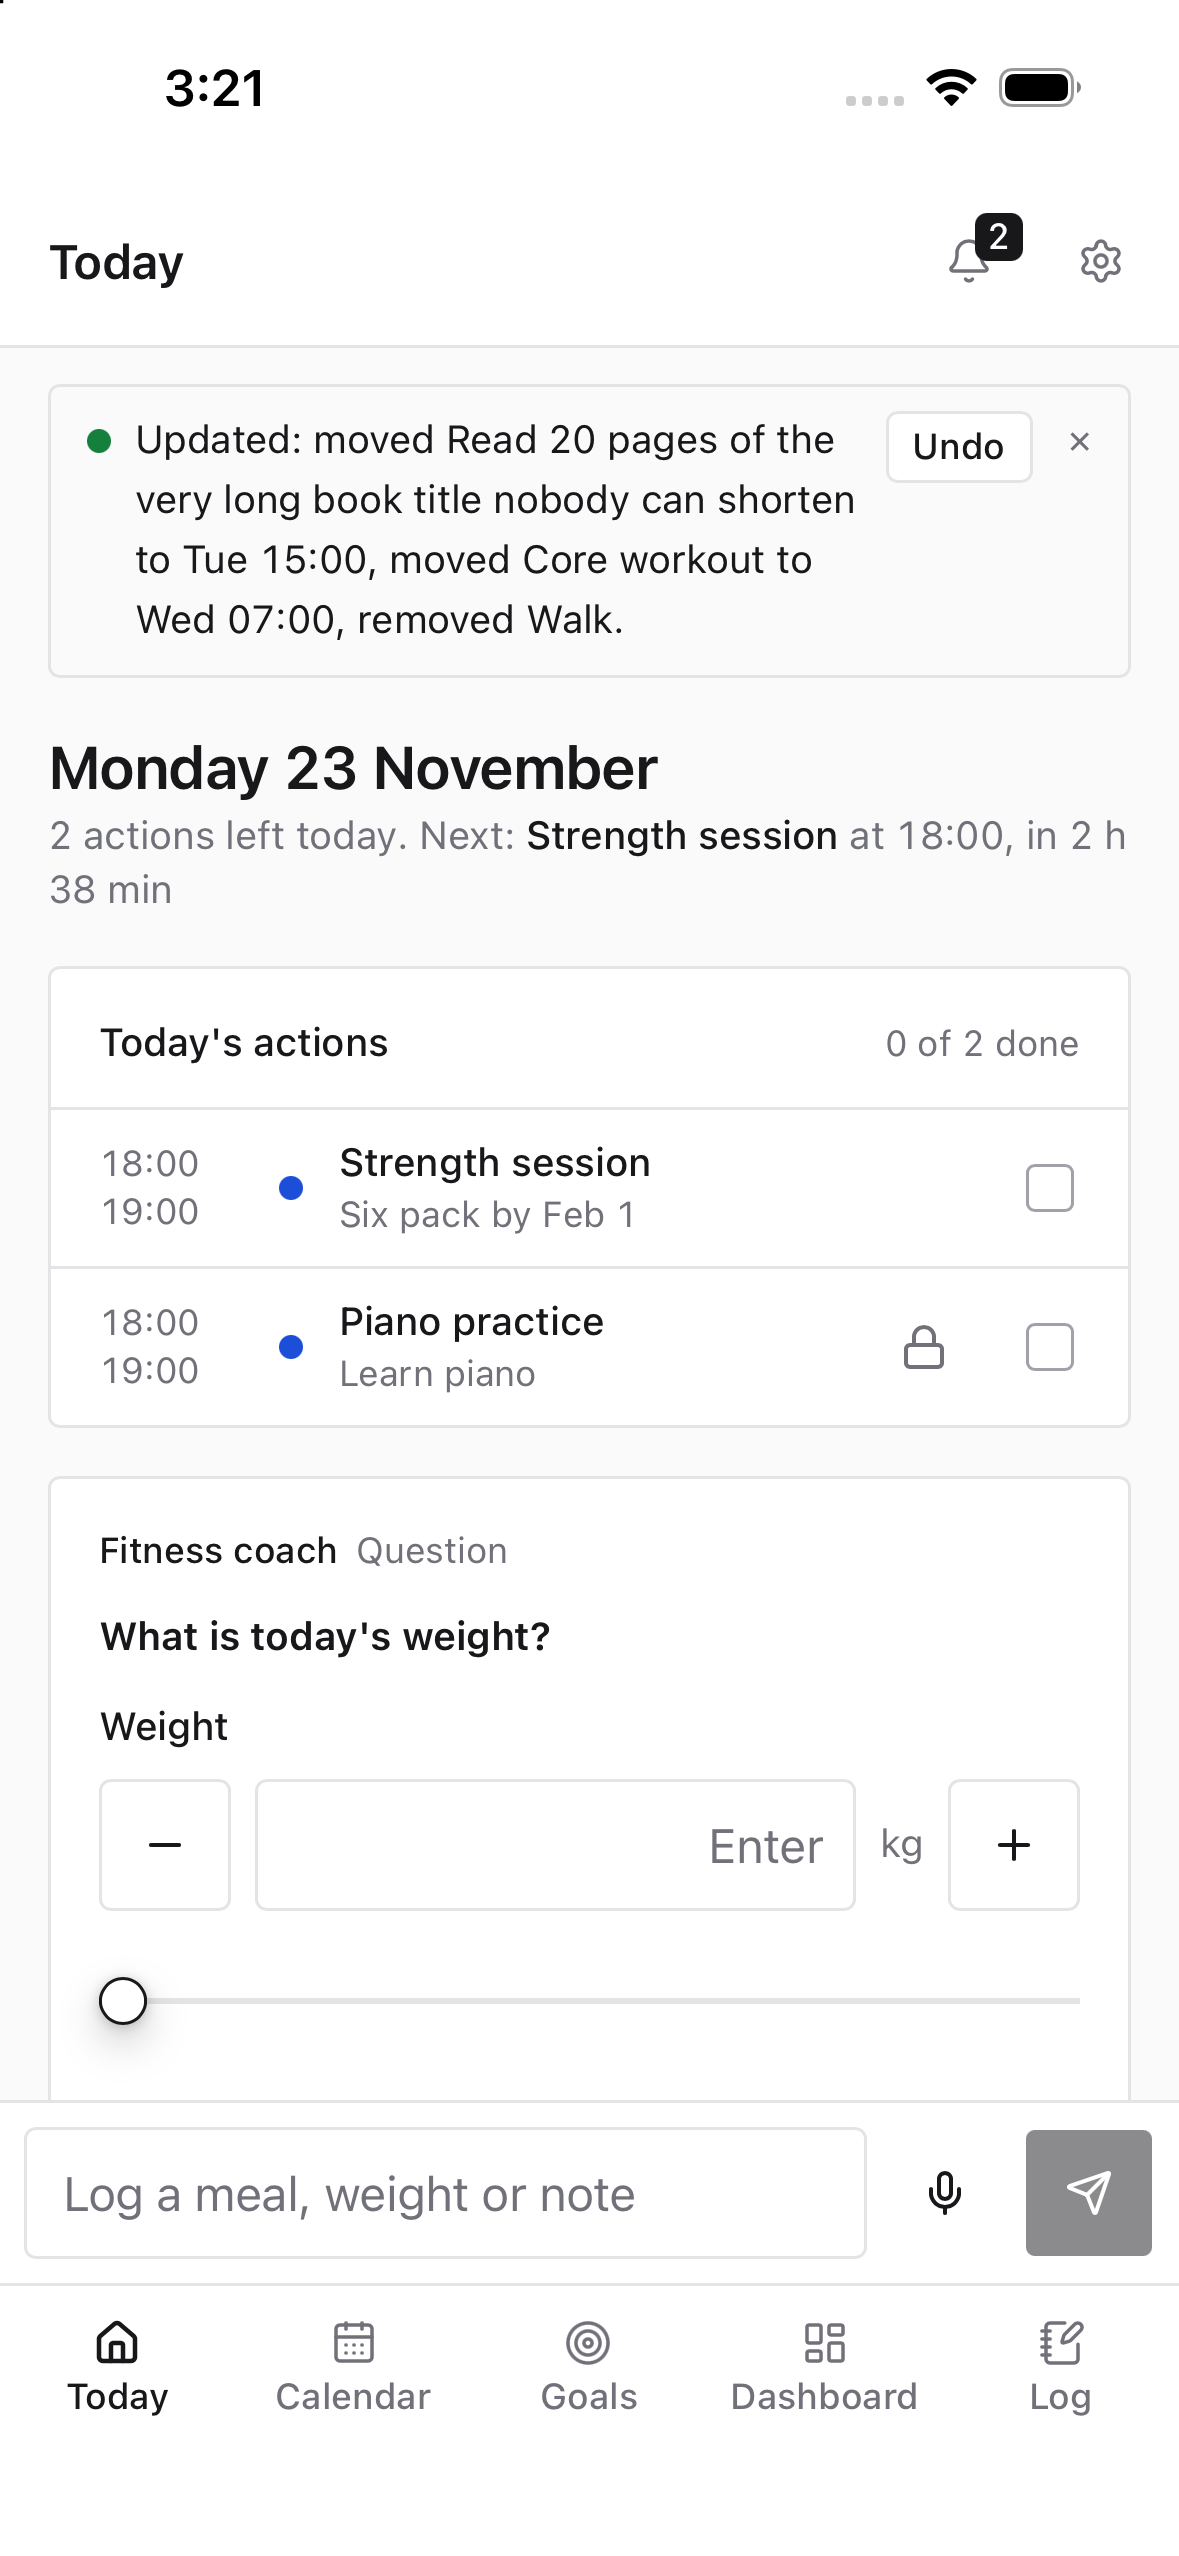 3:21
Today
2
Updated: moved Read 20 pages of the
very long book title nobody can shorten
to Tue 15:00, moved Core workout to
Wed 07:00, removed Walk.
Undo
×
Monday 23 November
2 actions left today. Next: Strength session at 18:00, in 2 h
38 min
Today's actions
0 of 2 done
18:00
19:00
Strength session
Six pack by Feb 1
18:00
19:00
Piano practice
Learn piano
Fitness coach Question
What is today's weight?
Weight
Enter
kg
Log a meal, weight or note
Today
Calendar
Goals
Dashboard
Log